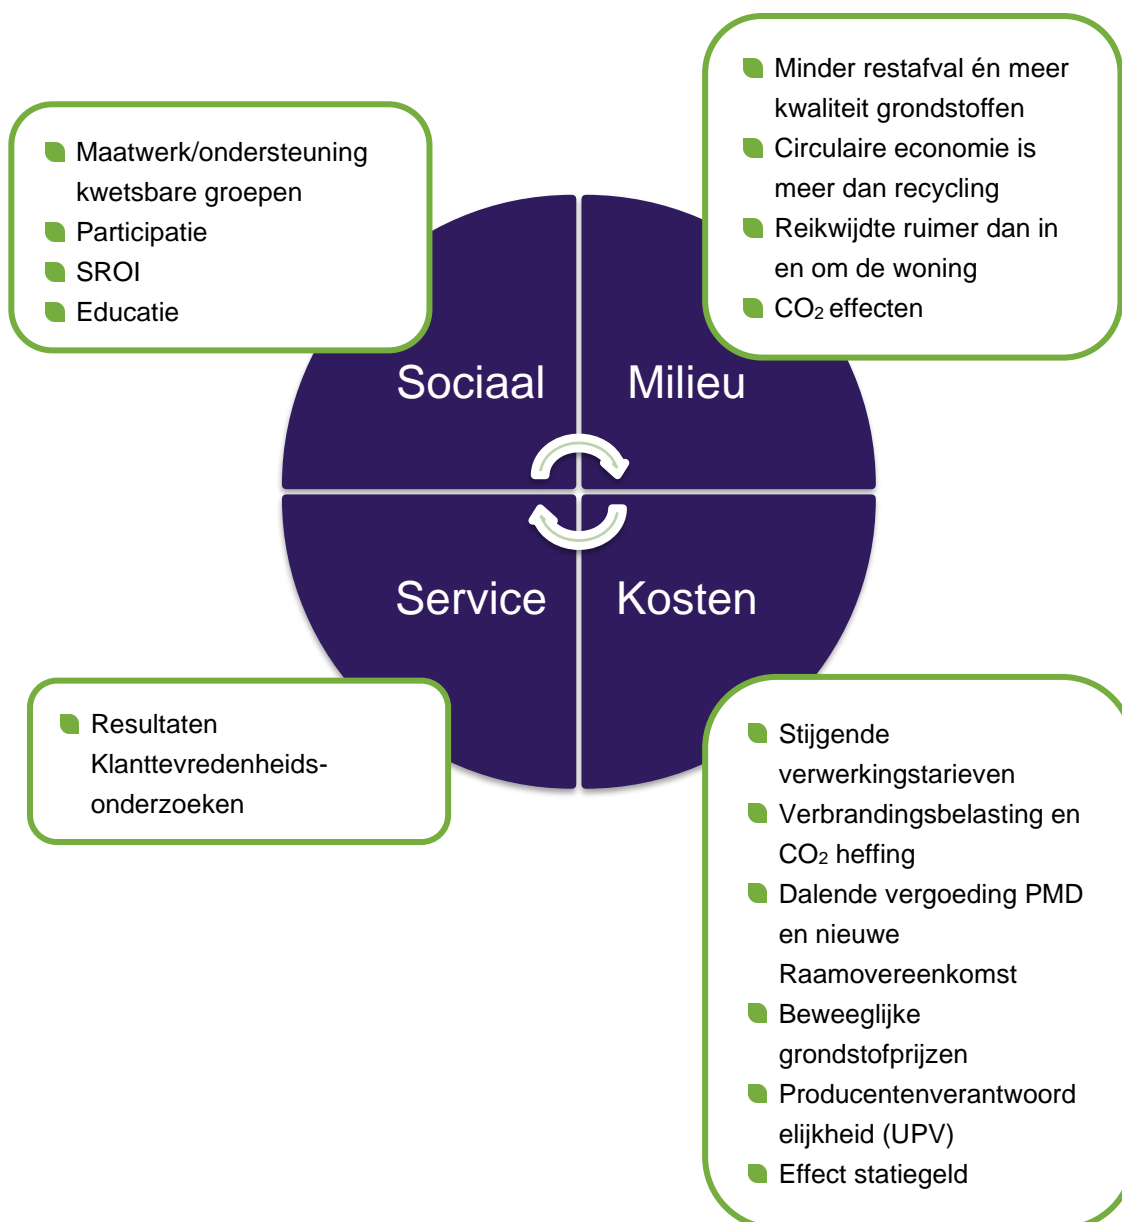 Maatwerk/ondersteuning
kwetsbare groepen
Participatie
SROI
Educatie
Minder restafval én meer
kwaliteit grondstoffen
Circulaire economie is
meer dan recycling
Reikwijdte ruimer dan in
en om de woning
CO2 effecten
Sociaal
Milieu
Service
Kosten
Resultaten
Klanttevredenheids-
onderzoeken
Stijgende
verwerkingstarieven
Verbrandingsbelasting en
CO2 heffing
Dalende vergoeding PMD
en nieuwe
Raamovereenkomst
Beweeglijke
grondstofprijzen
Producentenverantwoord
elijkheid (UPV)
Effect statiegeld